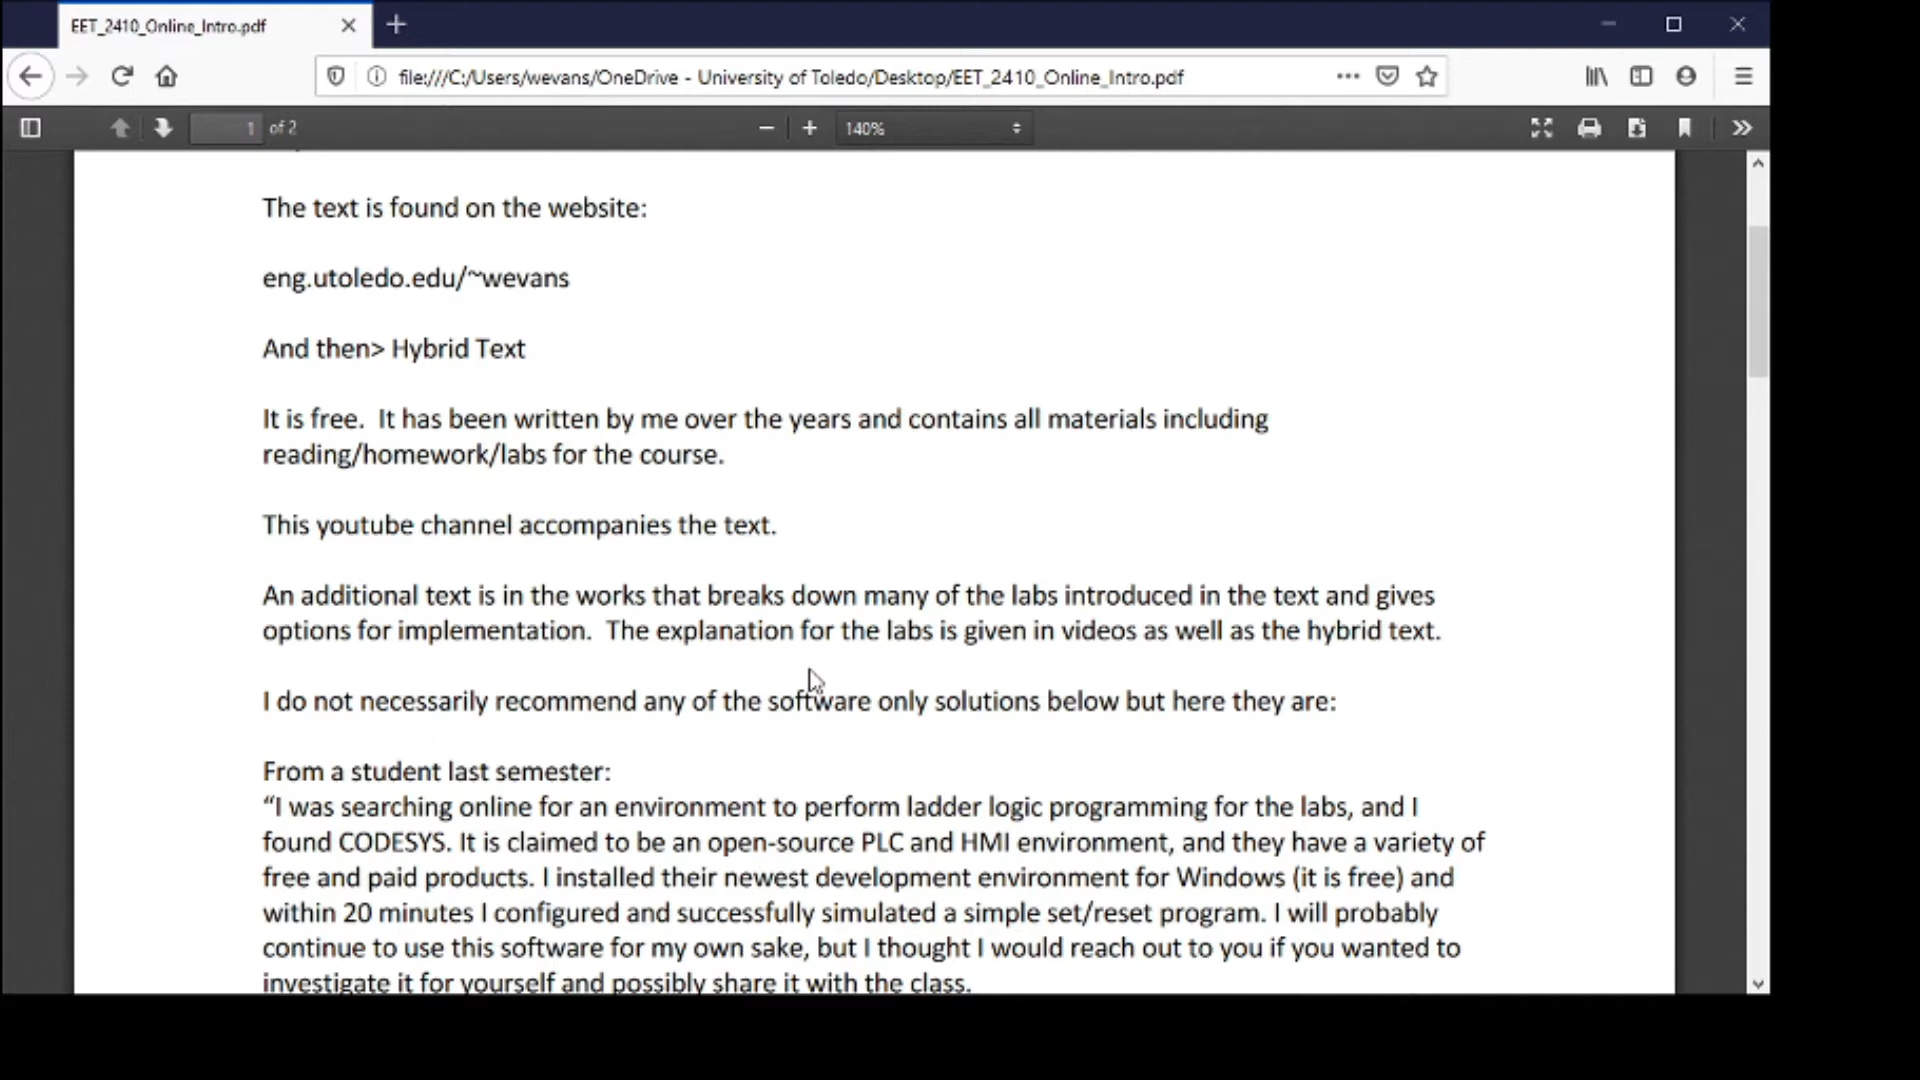 EET_2410_Online_Intro.pdf
file:///C:/Users/wevans/OneDrive - University of Toledo/Desktop/EET_2410_Online_Intro.pdf
1 of 2
140%
The text is found on the website:
eng.utoledo.edu/~wevans
And then> Hybrid Text
It is free.  It has been written by me over the years and contains all materials including
reading/homework/labs for the course.
This youtube channel accompanies the text.
An additional text is in the works that breaks down many of the labs introduced in the text and gives
options for implementation.  The explanation for the labs is given in videos as well as the hybrid text.
I do not necessarily recommend any of the software only solutions below but here they are:
From a student last semester:
“I was searching online for an environment to perform ladder logic programming for the labs, and I
found CODESYS. It is claimed to be an open-source PLC and HMI environment, and they have a variety of
free and paid products. I installed their newest development environment for Windows (it is free) and
within 20 minutes I configured and successfully simulated a simple set/reset program. I will probably
continue to use this software for my own sake, but I thought I would reach out to you if you wanted to
investigate it for yourself and possibly share it with the class.